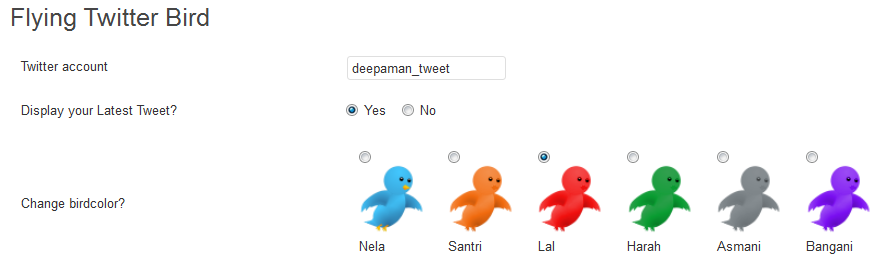 Flying Twitter Bird
Twitter account deepaman_tweet
Display your Latest Tweet? Yes No
Change birdcolor?
Nela Santri Lal Harah Asmani Bangani